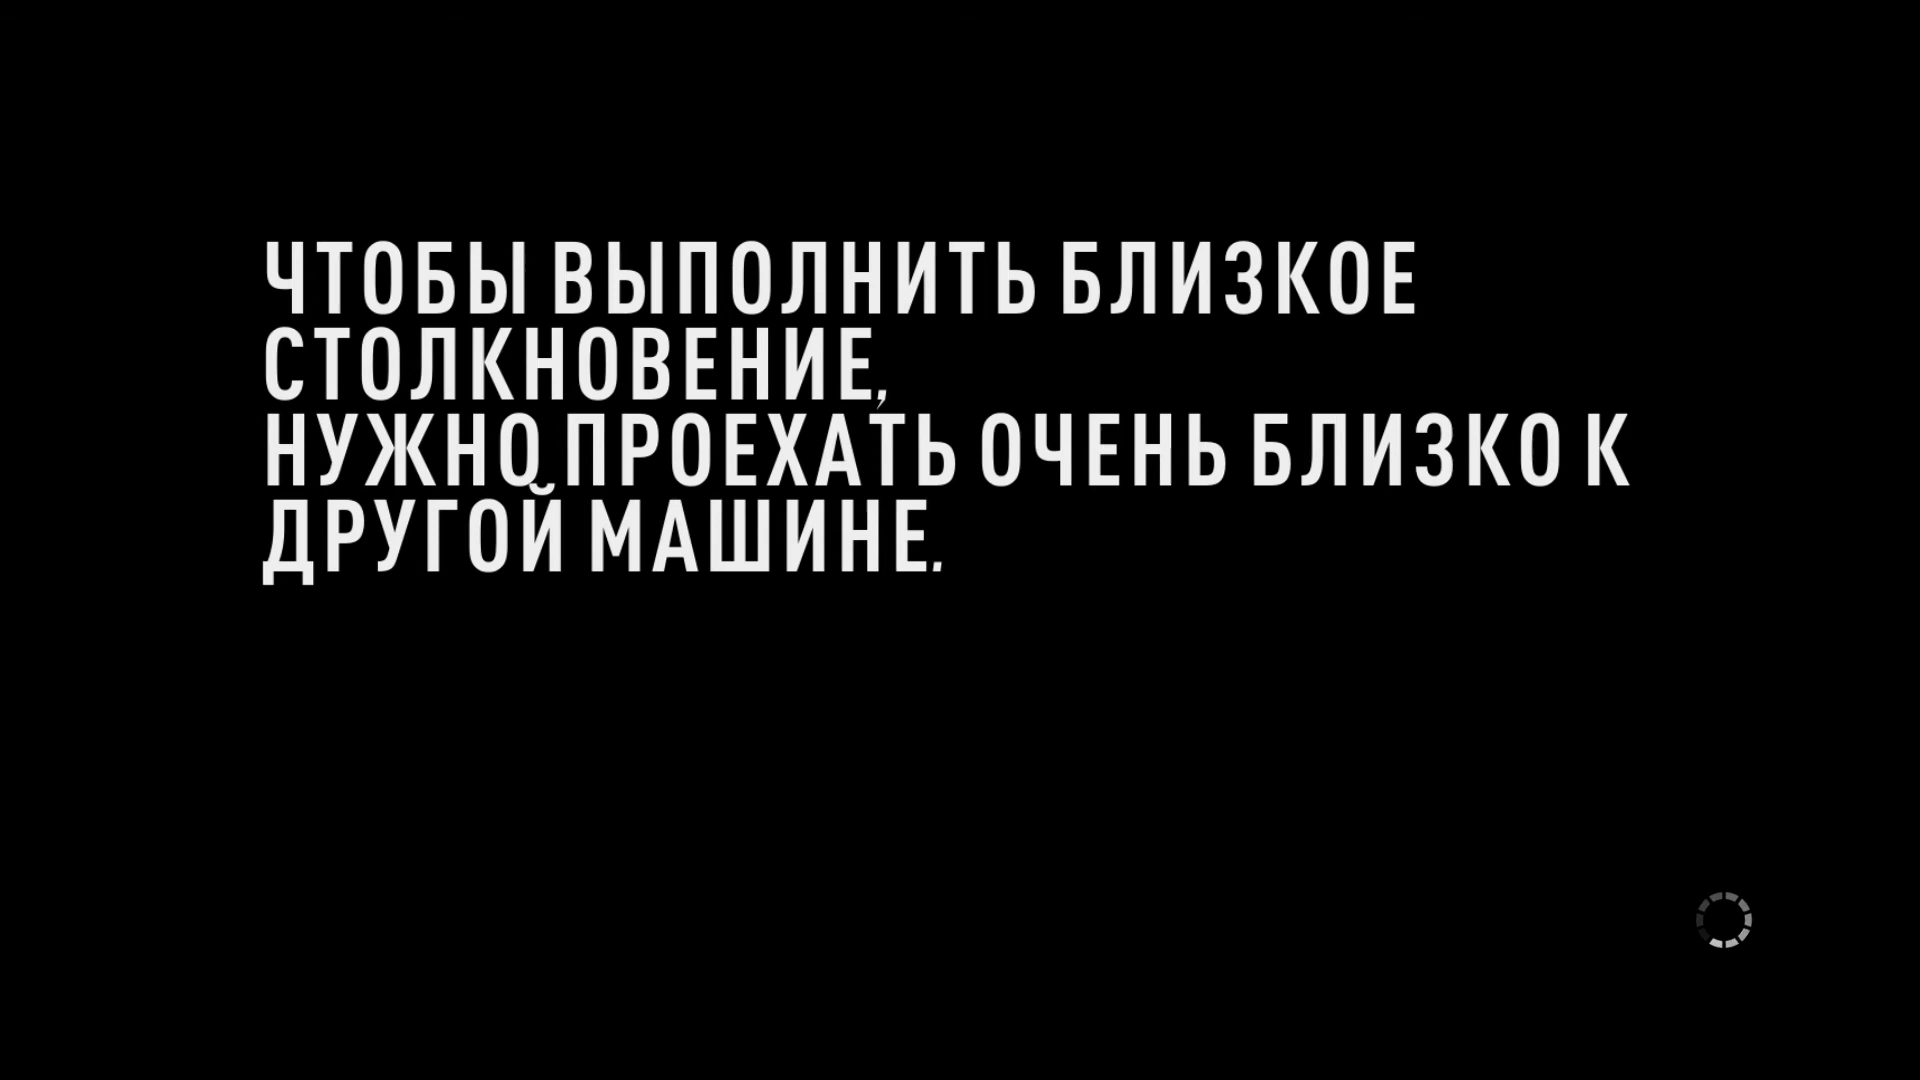 ЧТОБЫ ВЫПОЛНИТЬ БЛИЗКОЕ
СТОЛКНОВЕНИЕ,
НУЖНО ПРОЕХАТЬ ОЧЕНЬ БЛИЗКО К
ДРУГОЙ МАШИНЕ.